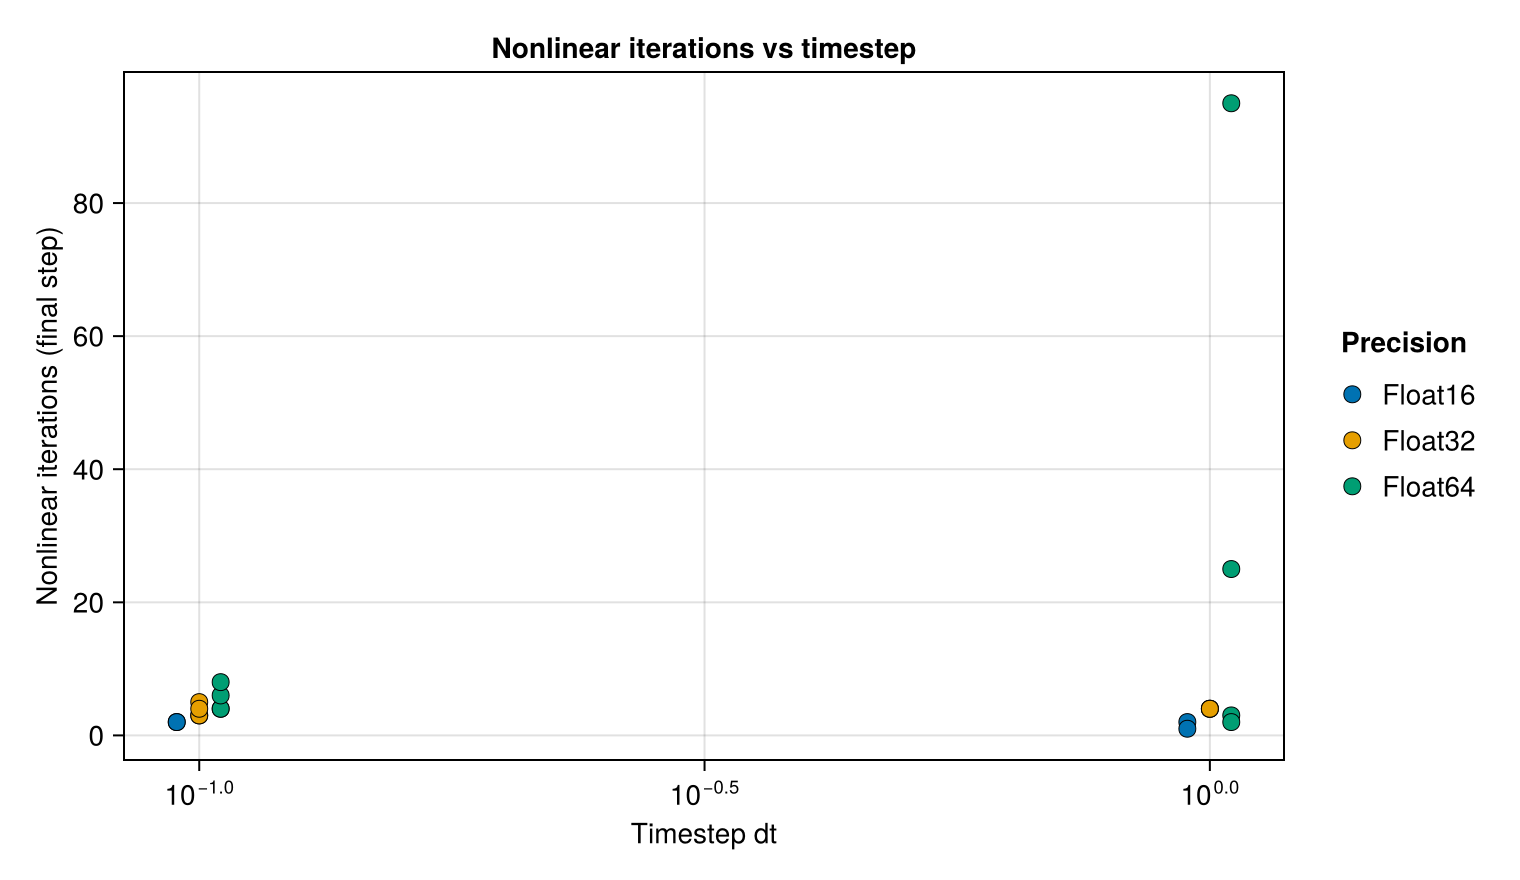 Nonlinear iterations vs timestep
Nonlinear iterations (final step)
80
60
40
20
0
10^−1.0
10^−0.5
10^0.0
Timestep dt
Precision
Float16
Float32
Float64